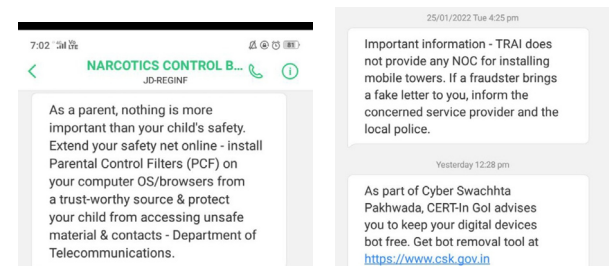 7:02
NARCOTICS CONTROL B...
JD-REGINF
As a parent, nothing is more
important than your child's safety.
Extend your safety net online - install
Parental Control Filters (PCF) on
your computer OS/browsers from
a trust-worthy source & protect
your child from accessing unsafe
material & contacts - Department of
Telecommunications.
25/01/2022 Tue 4:25 pm
Important information - TRAI does
not provide any NOC for installing
mobile towers. If a fraudster brings
a fake letter to you, inform the
concerned service provider and the
local police.
Yesterday 12:28 pm
As part of Cyber Swachhta
Pakhwada, CERT-In GoI advises
you to keep your digital devices
bot free. Get bot removal tool at
https://www.csk.gov.in